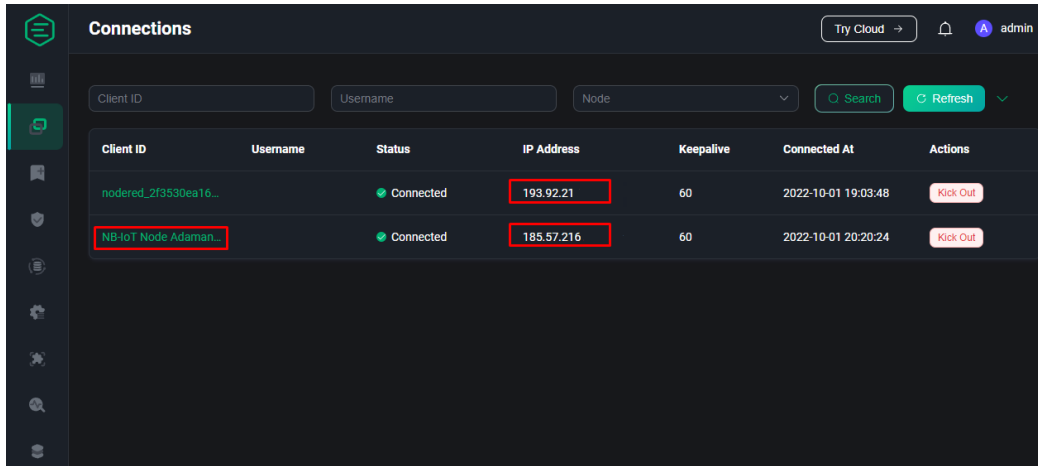 Connections
Try Cloud →
A admin
Client ID Username Node Search Refresh
Client ID Username Status IP Address Keepalive Connected At Actions
nodered_2f3530ea16... Connected 193.92.21 60 2022-10-01 19:03:48 Kick Out
NB-IoT Node Adaman... Connected 185.57.216 60 2022-10-01 20:20:24 Kick Out